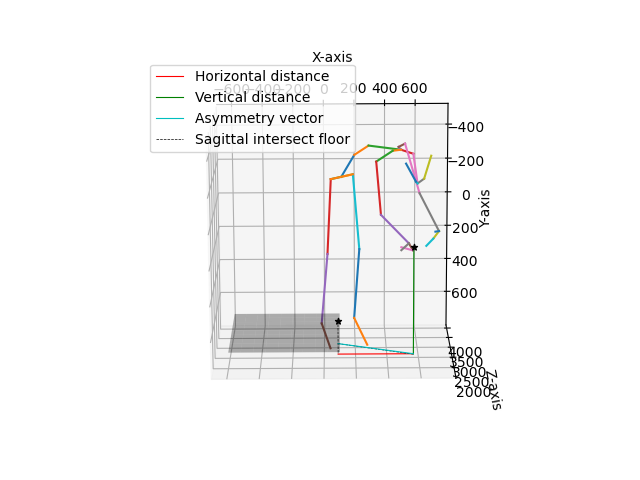 X-axis
−600 −400 −200 0 200 400 600
Horizontal distance
Vertical distance
Asymmetry vector
Sagittal intersect floor
−400
−200
0
200
400
600
Y-axis
4000
3500
3000
2500
2000
Z-axis